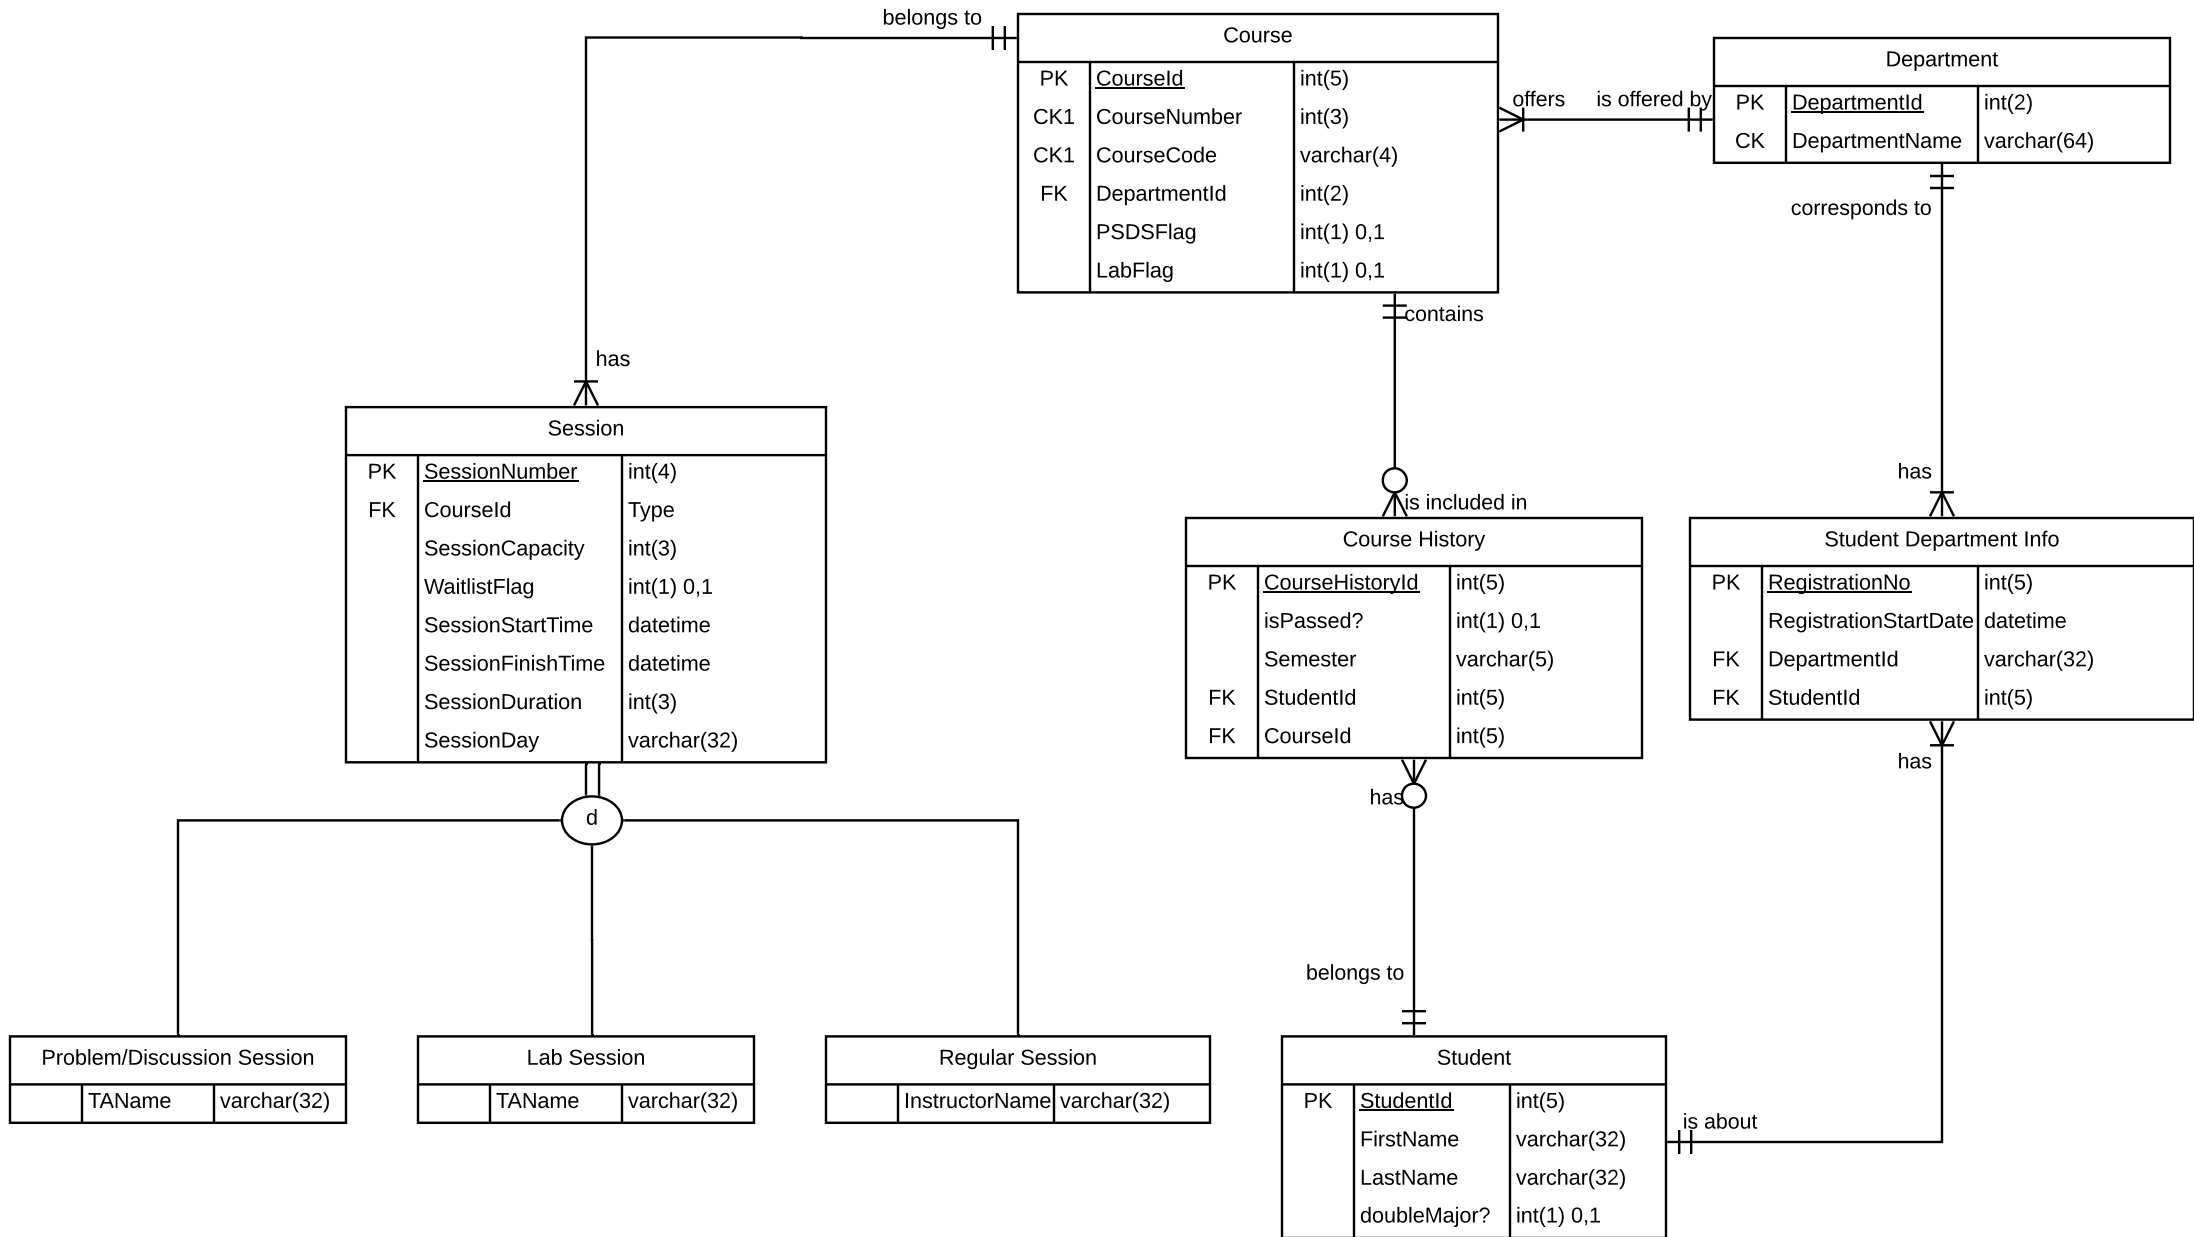 belongs to
Course
PK CourseId int(5)
CK1 CourseNumber int(3)
CK1 CourseCode varchar(4)
FK DepartmentId int(2)
PSDSFlag int(1) 0,1
LabFlag int(1) 0,1
offers
is offered by
Department
PK DepartmentId int(2)
CK DepartmentName varchar(64)
corresponds to
contains
has
Session
PK SessionNumber int(4)
FK CourseId Type
SessionCapacity int(3)
WaitlistFlag int(1) 0,1
SessionStartTime datetime
SessionFinishTime datetime
SessionDuration int(3)
SessionDay varchar(32)
is included in
Course History
PK CourseHistoryId int(5)
isPassed? int(1) 0,1
Semester varchar(5)
FK StudentId int(5)
FK CourseId int(5)
has
Student Department Info
PK RegistrationNo int(5)
RegistrationStartDate datetime
FK DepartmentId varchar(32)
FK StudentId int(5)
has
has
d
belongs to
Problem/Discussion Session
TAName varchar(32)
Lab Session
TAName varchar(32)
Regular Session
InstructorName varchar(32)
Student
PK StudentId int(5)
FirstName varchar(32)
LastName varchar(32)
doubleMajor? int(1) 0,1
is about